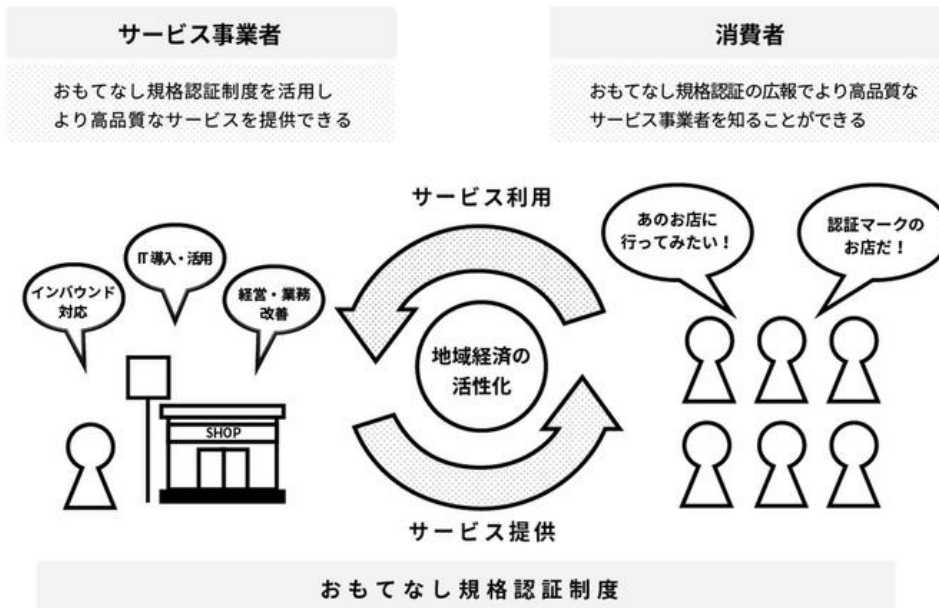 サービス事業者
おもてなし規格認証制度を活用し
より高品質なサービスを提供できる
消費者
おもてなし規格認証の広報でより高品質な
サービス事業者を知ることができる
サービス利用
インバウンド
対応
IT導入・活用
経営・業務
改善
SHOP
地域経済の
活性化
あのお店に
行ってみたい！
認証マークの
お店だ！
サービス提供
おもてなし規格認証制度